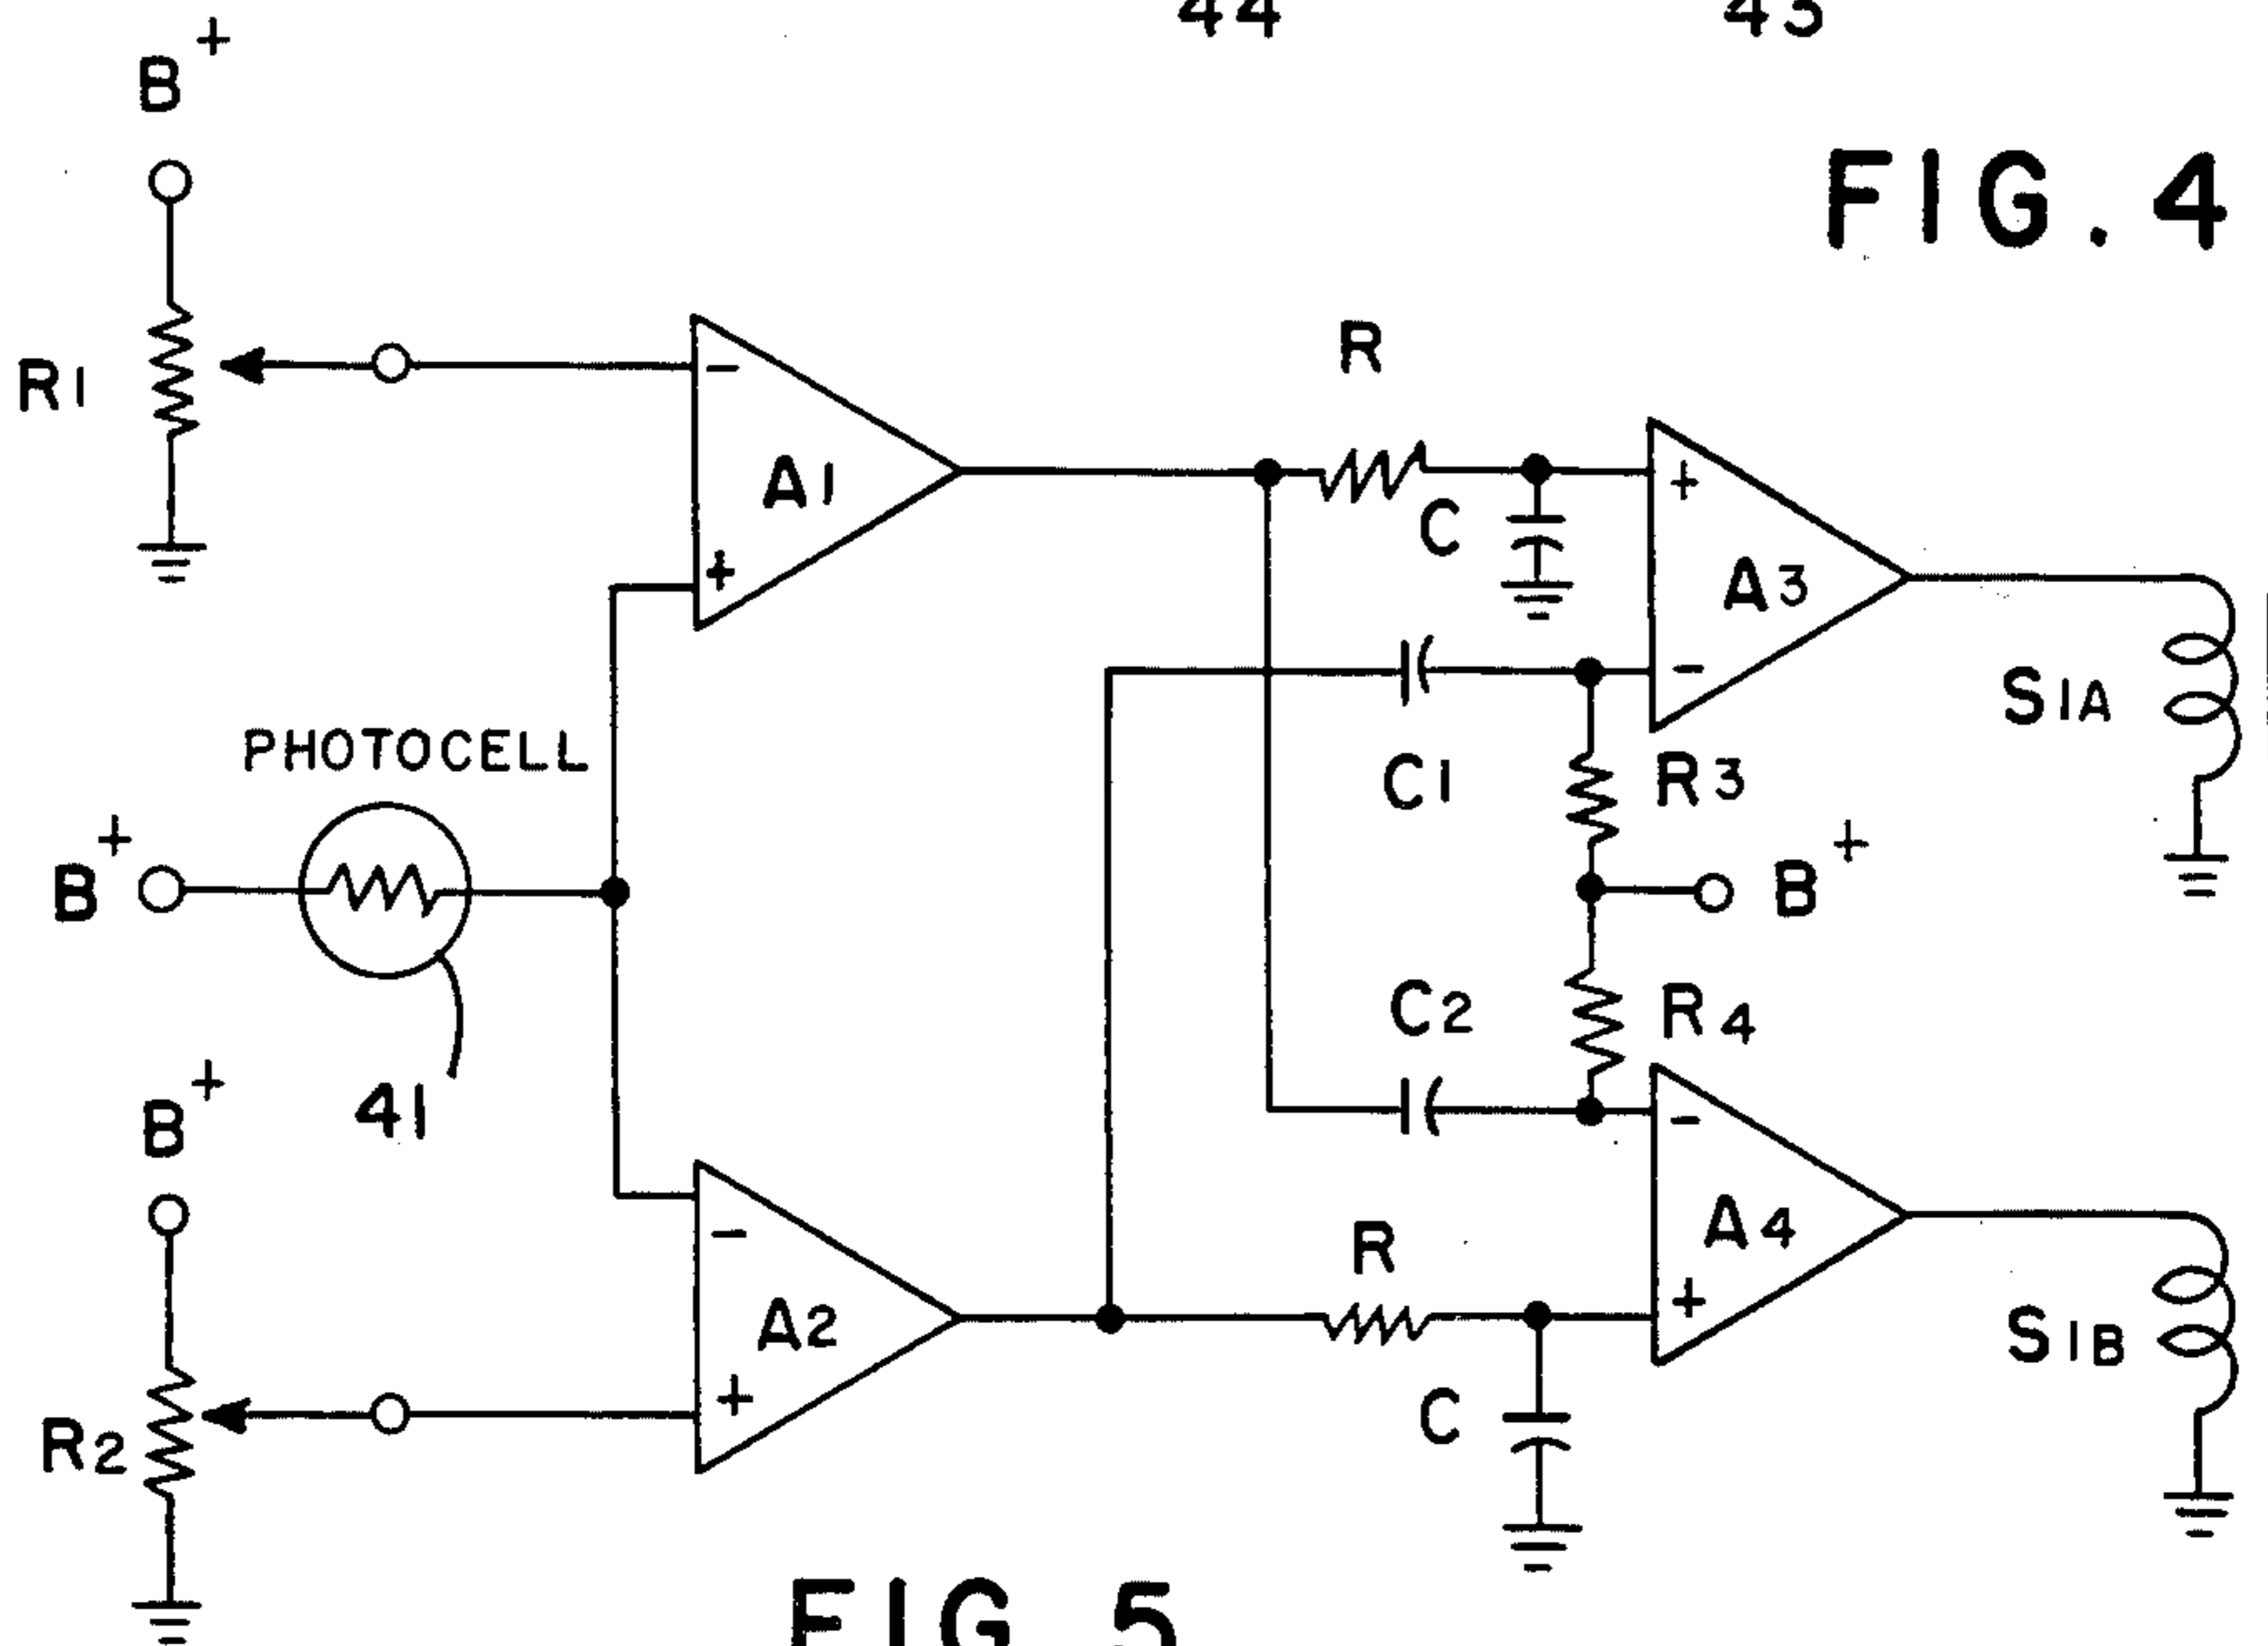 44 43
FIG. 4
B+
R1
-
A1
+
R
C
+
A3
-
S1A
PHOTOCELL
B+
41
C1
R3
B+
C2
R4
-
A4
+
S1B
B+
R2
-
A2
+
R
C
FIG 5